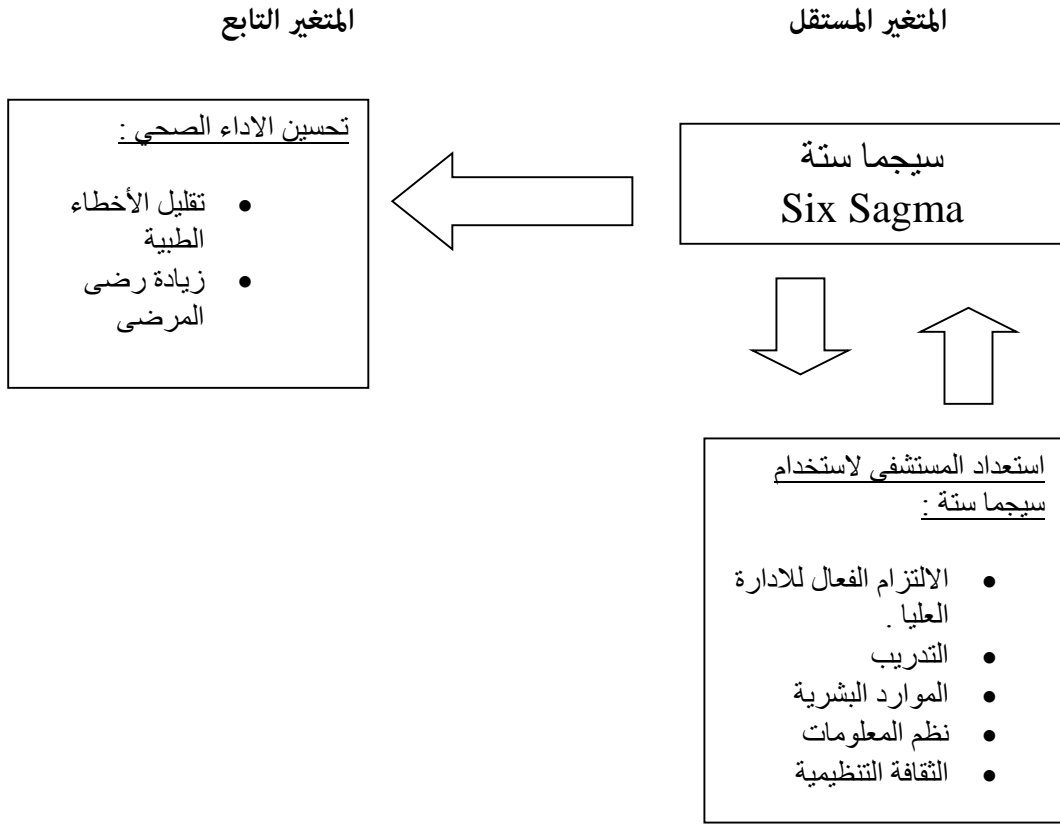 المتغير المستقل
المتغير التابع
سيجما ستة
Six Sagma
تحسين الاداء الصحي :
• تقليل الأخطاء
الطبية
• زيادة رضى
المرضى
استعداد المستشفى لاستخدام
سيجما ستة :
• الالتزام الفعال للادارة
العليا .
• التدريب
• الموارد البشرية
• نظم المعلومات
• الثقافة التنظيمية